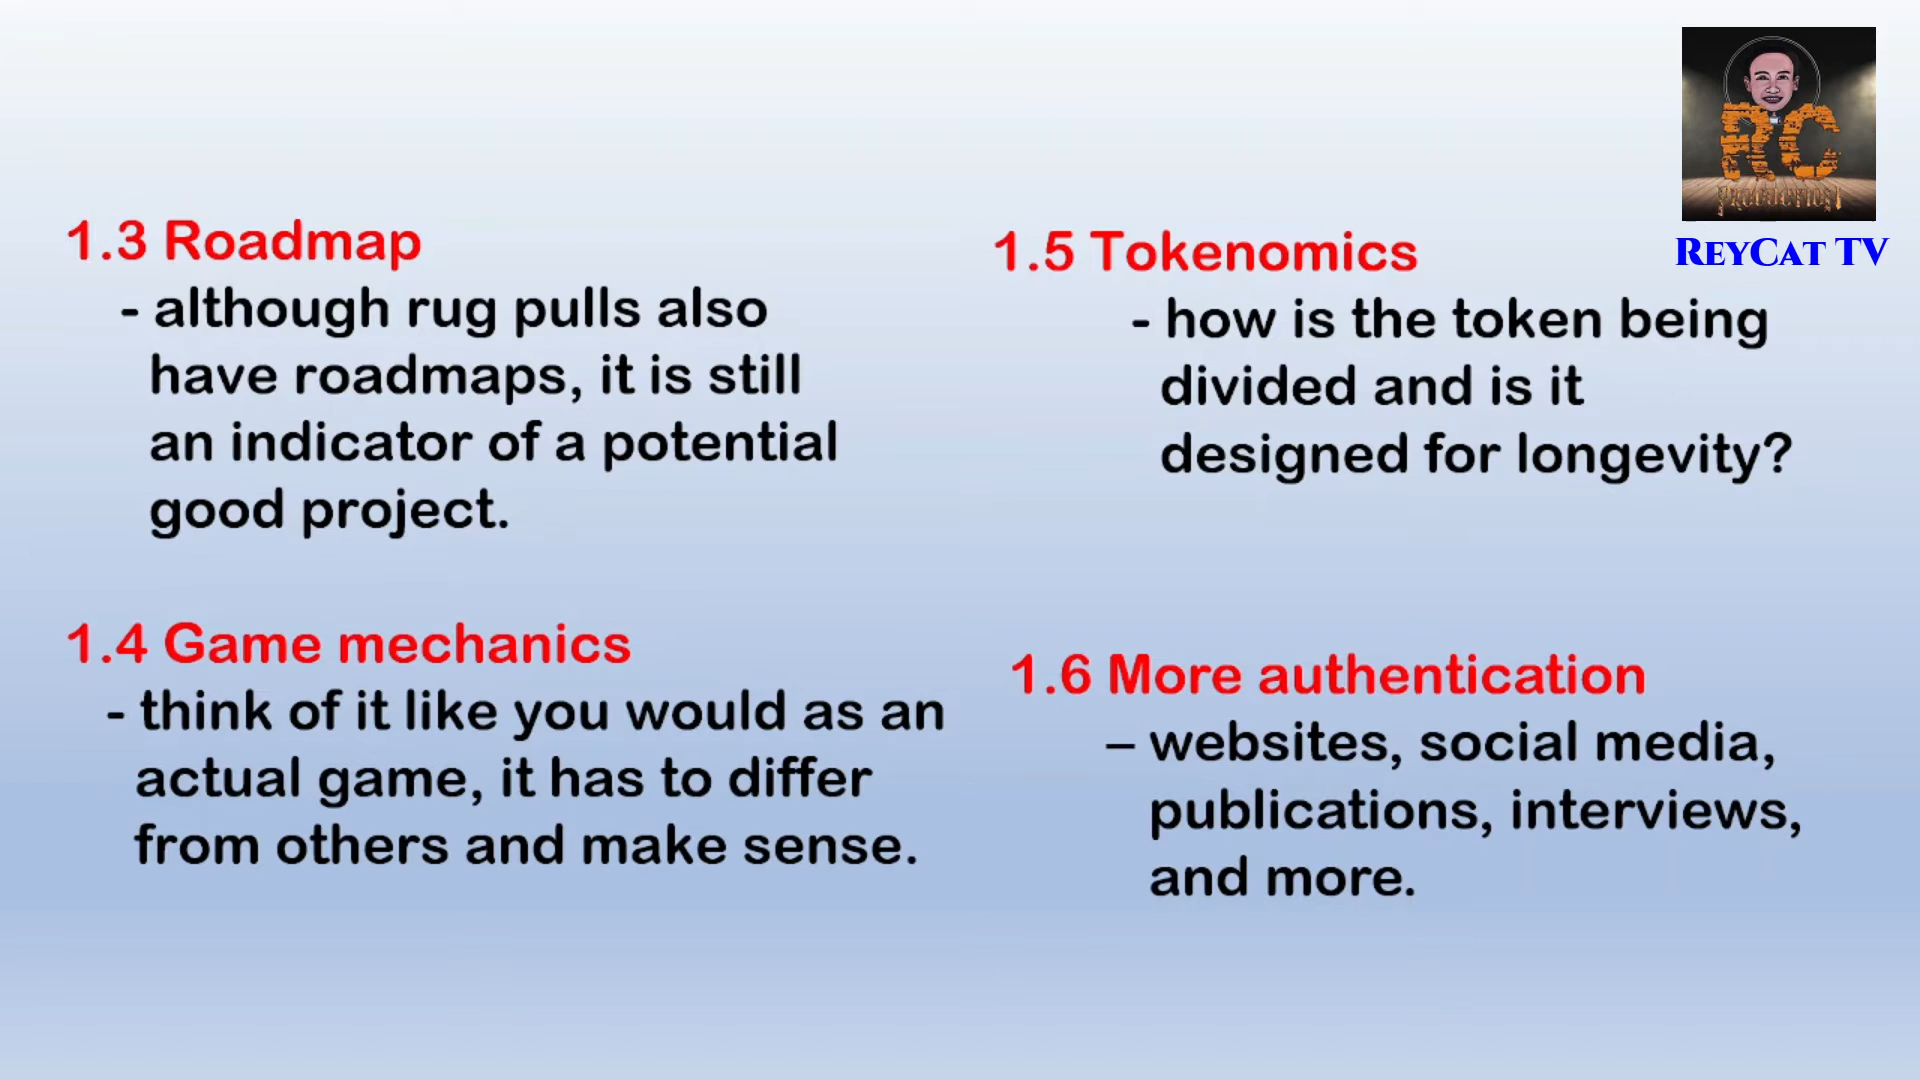 1.3 Roadmap
- although rug pulls also
have roadmaps, it is still
an indicator of a potential
good project.
1.4 Game mechanics
- think of it like you would as an
actual game, it has to differ
from others and make sense.
1.5 Tokenomics
- how is the token being
divided and is it
designed for longevity?
1.6 More authentication
– websites, social media,
publications, interviews,
and more.
RC
PRODUCTION
REYCAT TV